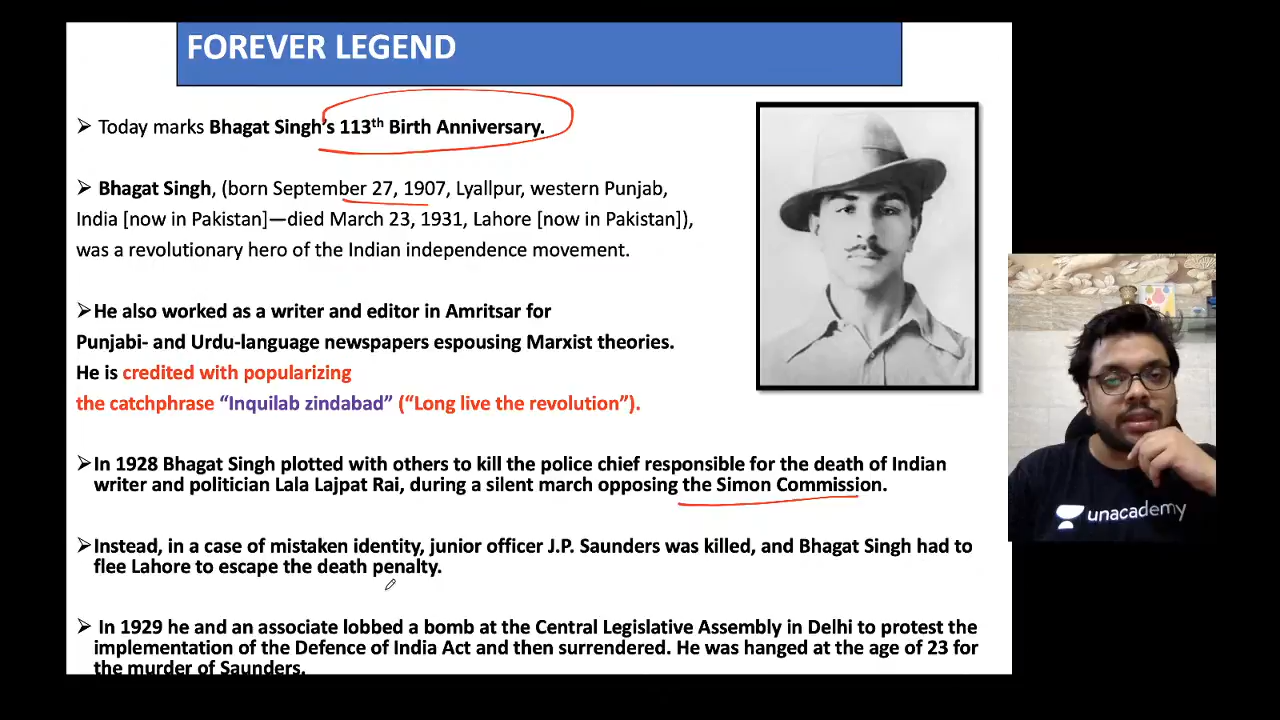 FOREVER LEGEND
➢ Today marks Bhagat Singh's 113th Birth Anniversary.
➢ Bhagat Singh, (born September 27, 1907, Lyallpur, western Punjab,
India [now in Pakistan]—died March 23, 1931, Lahore [now in Pakistan]),
was a revolutionary hero of the Indian independence movement.
➢He also worked as a writer and editor in Amritsar for
Punjabi- and Urdu-language newspapers espousing Marxist theories.
He is credited with popularizing
the catchphrase “Inquilab zindabad” (“Long live the revolution”).
➢In 1928 Bhagat Singh plotted with others to kill the police chief responsible for the death of Indian
writer and politician Lala Lajpat Rai, during a silent march opposing the Simon Commission.
➢Instead, in a case of mistaken identity, junior officer J.P. Saunders was killed, and Bhagat Singh had to
flee Lahore to escape the death penalty.
➢ In 1929 he and an associate lobbed a bomb at the Central Legislative Assembly in Delhi to protest the
implementation of the Defence of India Act and then surrendered. He was hanged at the age of 23 for
the murder of Saunders.
unacademy